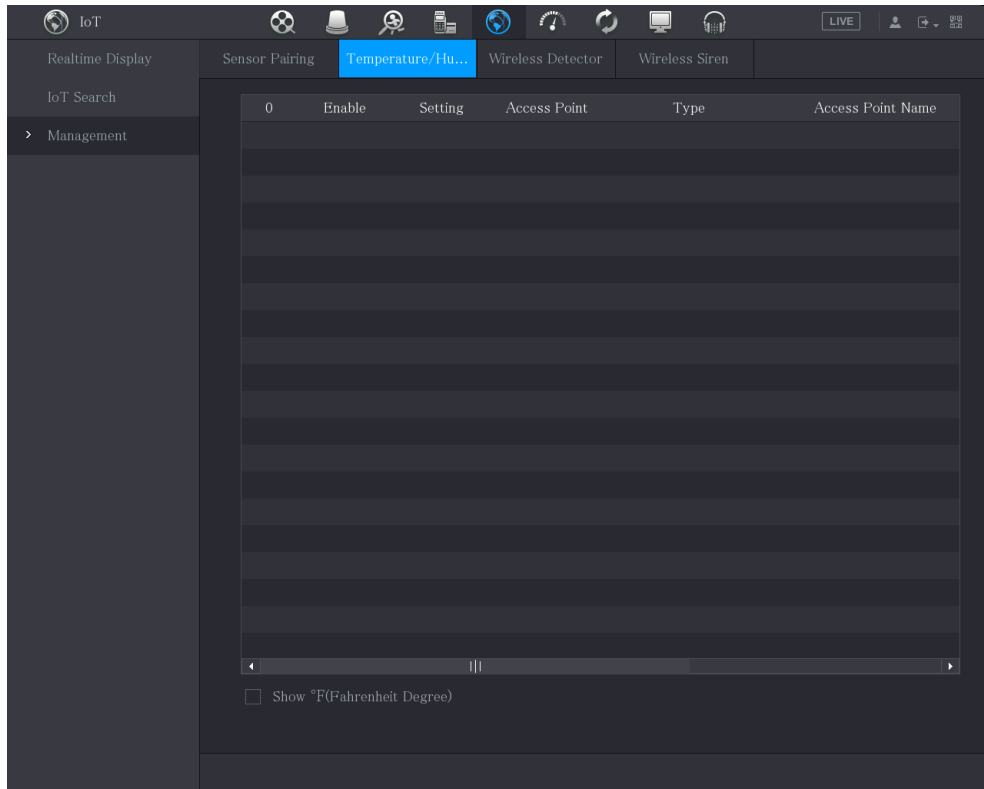 IoT
LIVE
Realtime Display
IoT Search
Management
Sensor Pairing Temperature/Hu... Wireless Detector Wireless Siren
0 Enable Setting Access Point Type Access Point Name
Show °F(Fahrenheit Degree)